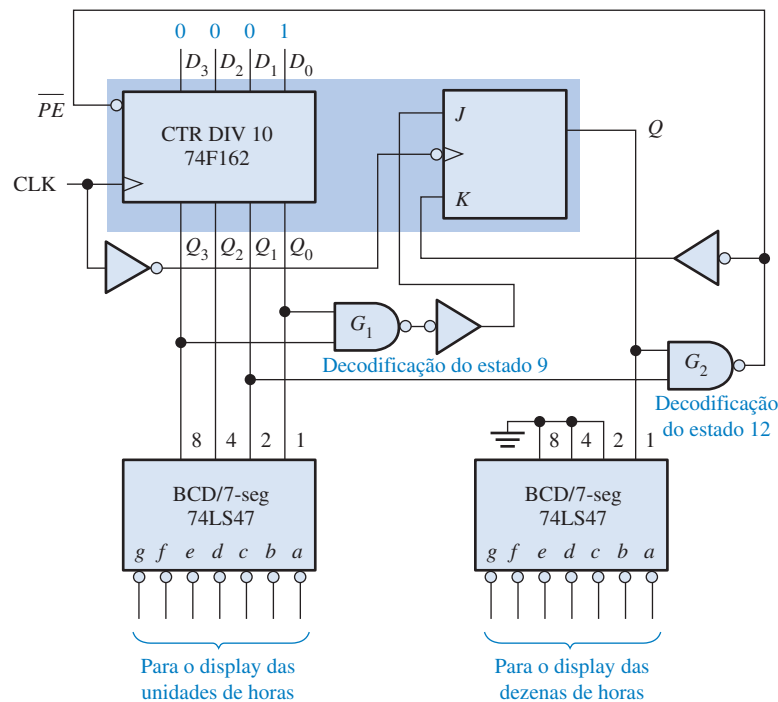 0 0 0 1
D3 D2 D1 D0
PE
CTR DIV 10
74F162
CLK
J
K
Q
Q3 Q2 Q1 Q0
G1
Decodificação do estado 9
G2
Decodificação
do estado 12
8 4 2 1
BCD/7-seg
74LS47
g f e d c b a
Para o display das
unidades de horas
8 4 2 1
BCD/7-seg
74LS47
g f e d c b a
Para o display das
dezenas de horas